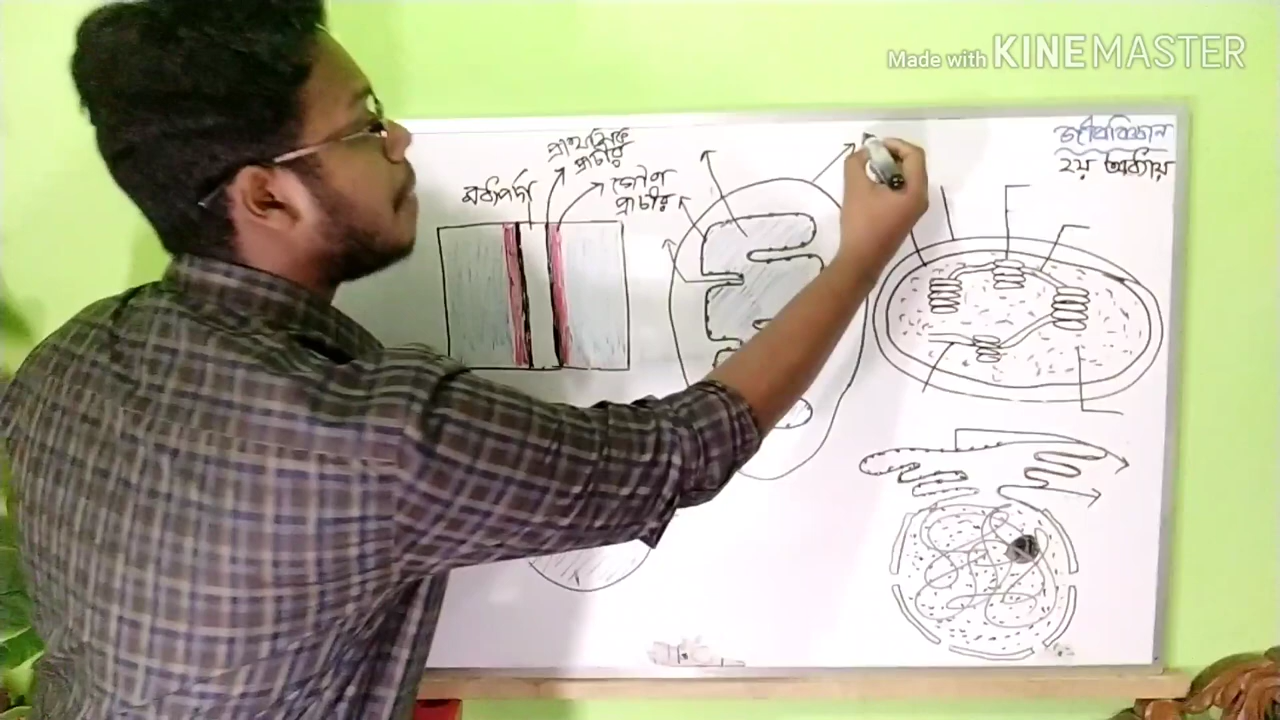 Made with KINEMASTER
জীববিজ্ঞান
২য় অধ্যায়
প্রাথমিক
প্রাচীর
মধ্যপর্দা
গৌণ
প্রাচীর